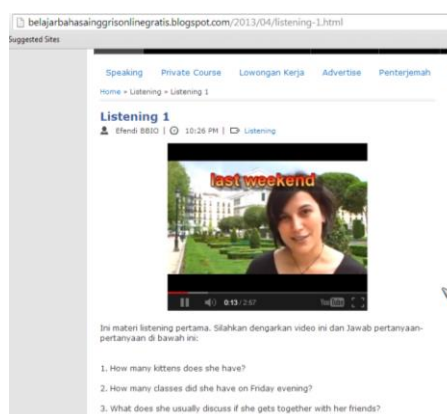 belajarbahasainggrisonlinegratis.blogspot.com/2013/04/listening-1.html
Suggested Sites
Speaking Private Course Lowongan Kerja Advertise Penterjemah
Home » Listening » Listening 1
Listening 1
Efendi BBIO | 10:26 PM | Listening
last weekend
0:13 / 2:57
YouTube
Ini materi listening pertama. Silahkan dengarkan video ini dan Jawab pertanyaan-
pertanyaan di bawah ini:
1. How many kittens does she have?
2. How many classes did she have on Friday evening?
3. What does she usually discuss if she gets together with her friends?